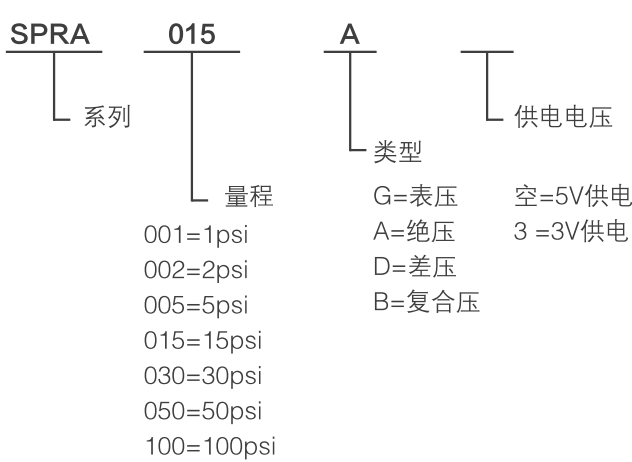 SPRA 015 A
系列
供电电压
类型
量程
G=表压
A=绝压
D=差压
B=复合压
空=5V供电
3 =3V供电
001=1psi
002=2psi
005=5psi
015=15psi
030=30psi
050=50psi
100=100psi